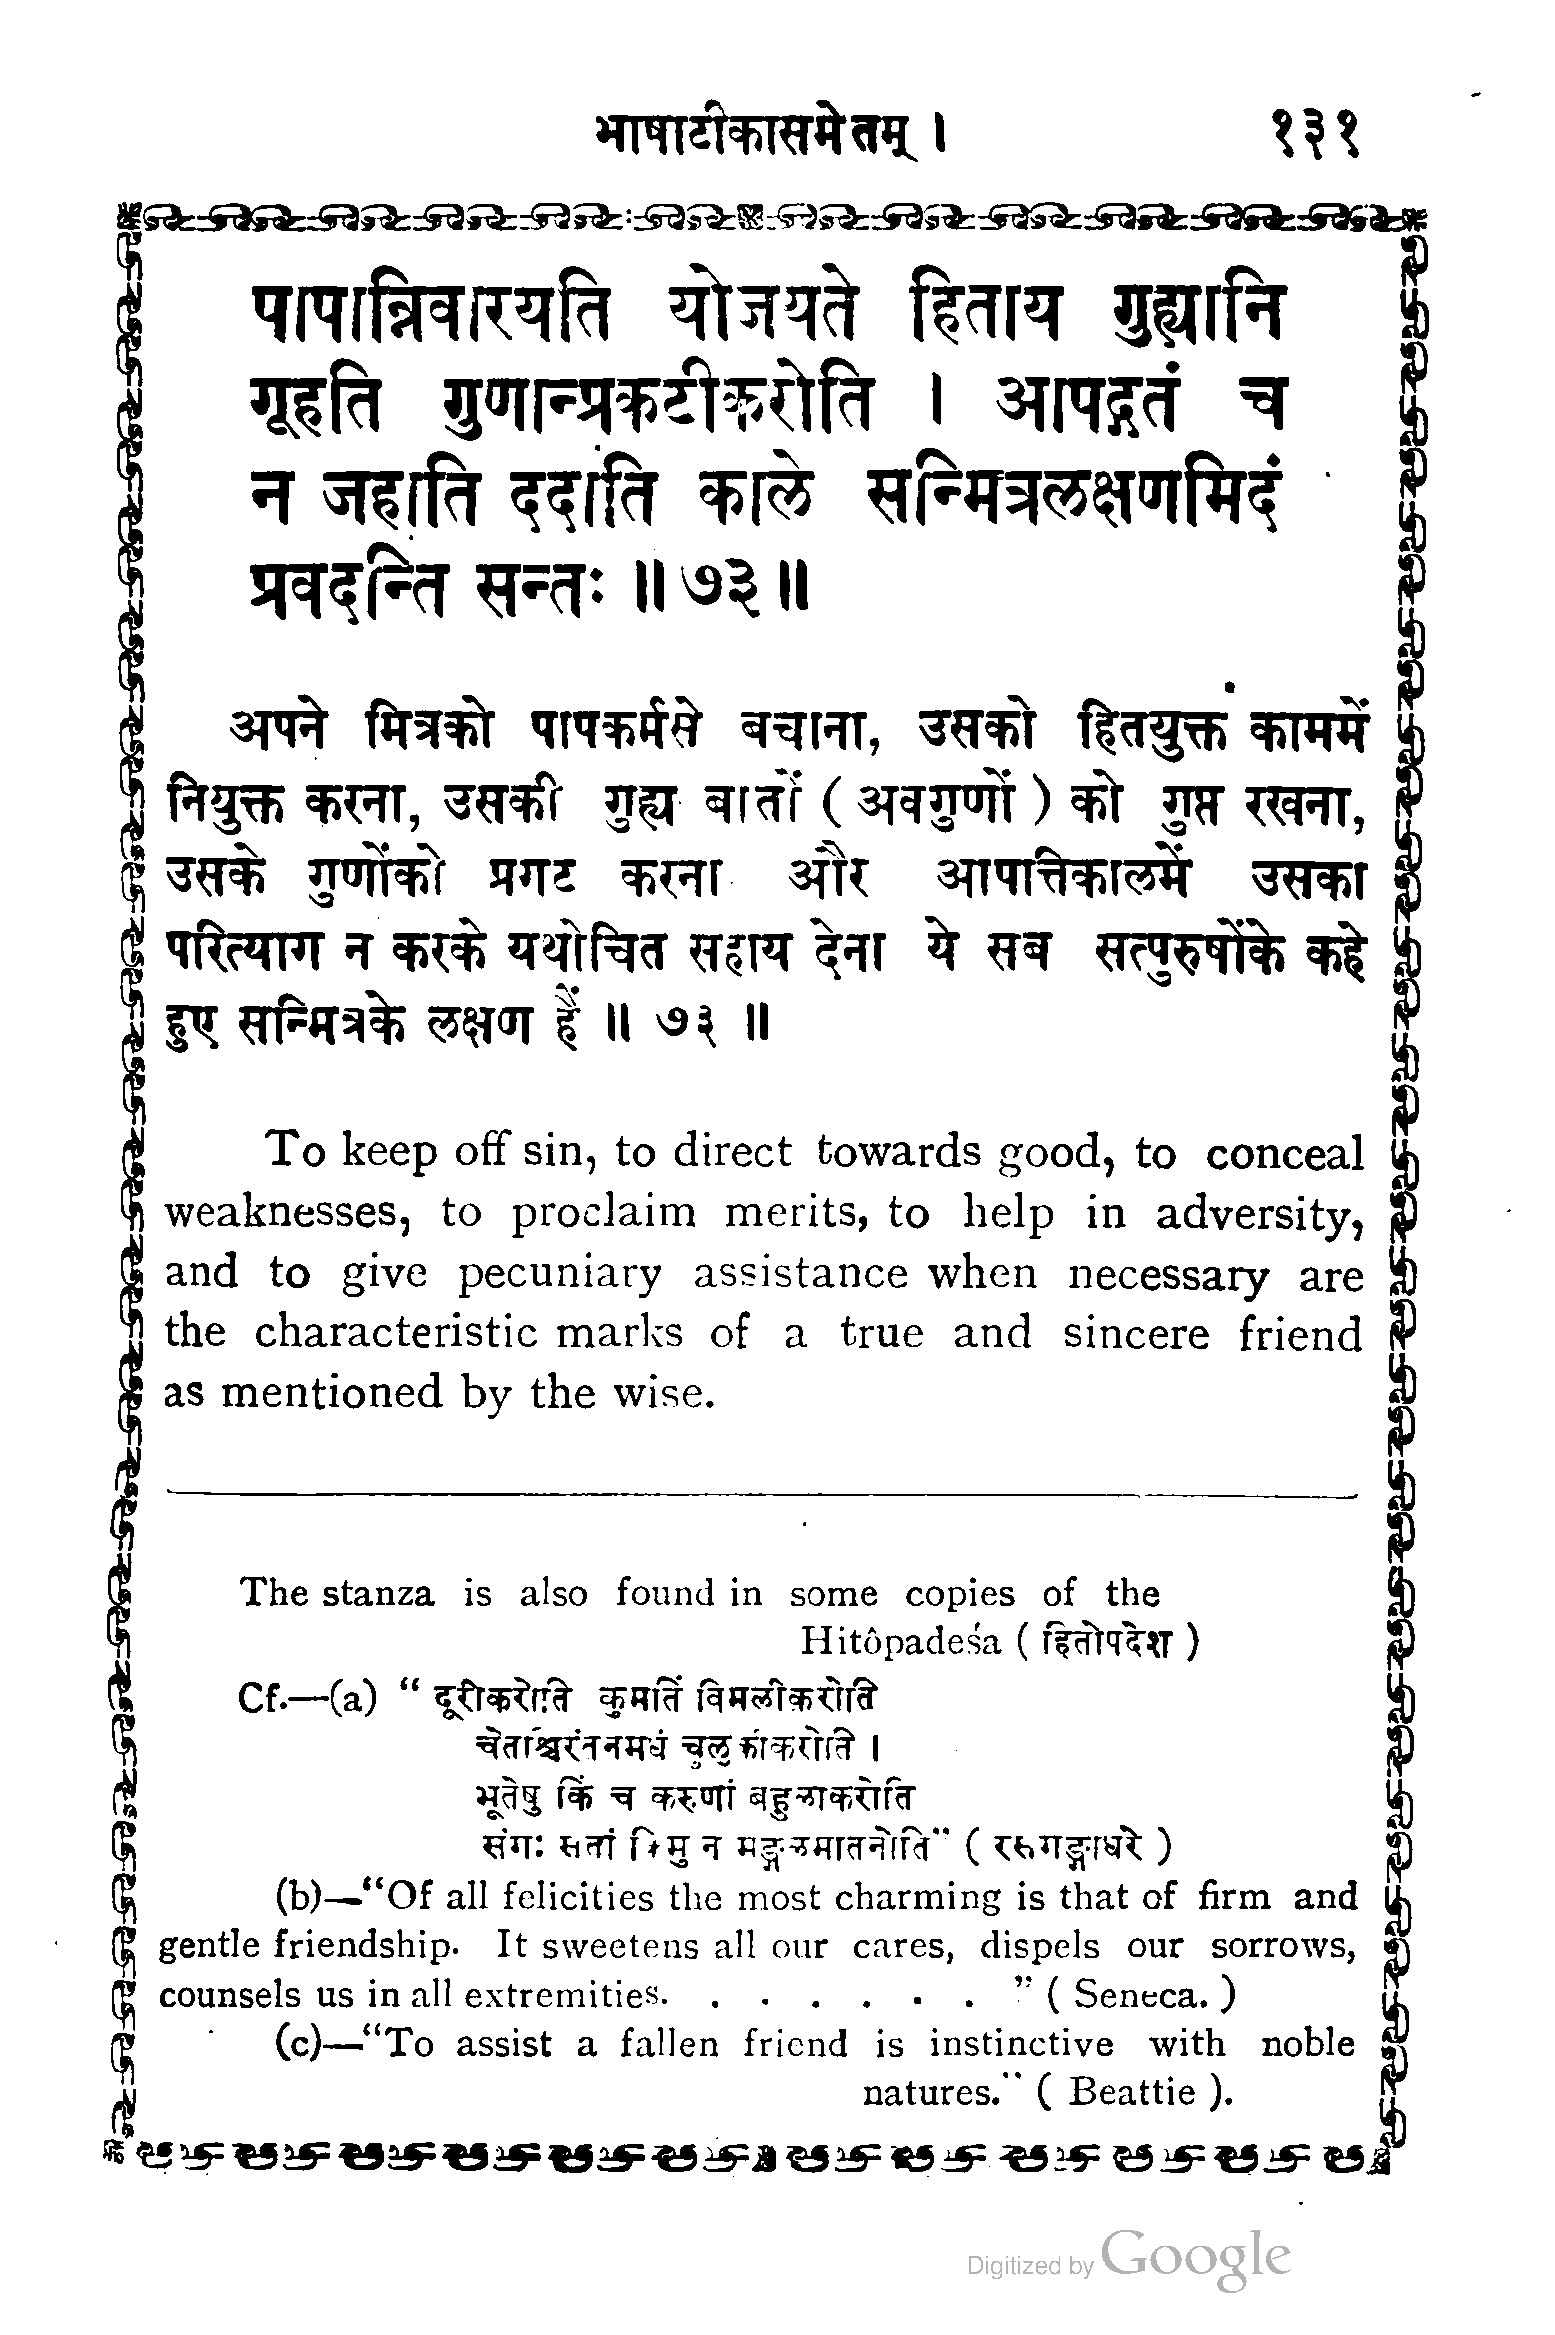 भाषाटीकासमेतम् । १३१
पापान्निवारयति योजयते हिताय गुह्यानि
गूहति गुणान्प्रकटीकरोति । आपद्गतं च
न जहाति ददाति काले सन्मित्रलक्षणमिदं
प्रवदन्ति सन्तः ॥ ७३ ॥
अपने मित्रको पापकर्मसे बचाना, उसको हितयुक्त काममें
नियुक्त करना, उसकी गुह्य बातों ( अवगुणों ) को गुप्त रखना,
उसके गुणोंको प्रगट करना और आपत्तिकालमें उसका
परित्याग न करके यथोचित सहाय देना ये सब सत्पुरुषोंके कहे
हुए सन्मित्रके लक्षण हैं ॥ ७३ ॥
To keep off sin, to direct towards good, to conceal
weaknesses, to proclaim merits, to help in adversity,
and to give pecuniary assistance when necessary are
the characteristic marks of a true and sincere friend
as mentioned by the wise.
The stanza is also found in some copies of the
Hitôpadeśa ( हितोपदेश )
Cf.—(a) “ दूरीकरोति कुमतिं विमलीकरोति
चेतश्चिरंतनमघं चुलुकीकरोति ।
भूतेषु किं च करुणां बहुलीकरोति
संगः सतां किमु न मङ्गलमातनोति” ( रसगङ्गाधरे )
(b)—“Of all felicities the most charming is that of firm and
gentle friendship. It sweetens all our cares, dispels our sorrows,
counsels us in all extremities. . . . . . . ” ( Seneca. )
(c)—“To assist a fallen friend is instinctive with noble
natures.” ( Beattie ).
Digitized by Google